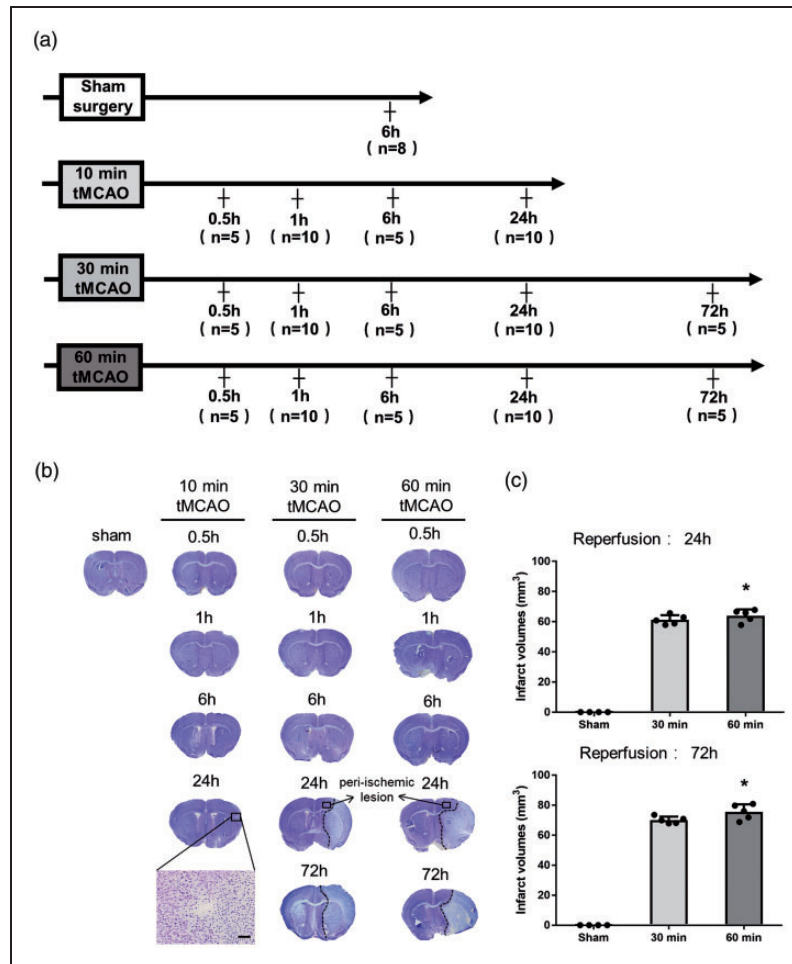 (a)
Sham
surgery
6h
( n=8 )
10 min
tMCAO
0.5h 1h 6h 24h
( n=5 ) ( n=10 ) ( n=5 ) ( n=10 )
30 min
tMCAO
0.5h 1h 6h 24h 72h
( n=5 ) ( n=10 ) ( n=5 ) ( n=10 ) ( n=5 )
60 min
tMCAO
0.5h 1h 6h 24h 72h
( n=5 ) ( n=10 ) ( n=5 ) ( n=10 ) ( n=5 )
(b)
10 min 30 min 60 min
tMCAO tMCAO tMCAO
sham 0.5h 0.5h 0.5h
1h 1h 1h
6h 6h 6h
24h 24h peri-ischemic 24h
lesion
72h 72h
(c)
Reperfusion : 24h
Infarct volumes (mm³)
100
80
60
40
20
0
*
Sham 30 min 60 min
Reperfusion : 72h
Infarct volumes (mm³)
100
80
60
40
20
0
*
Sham 30 min 60 min